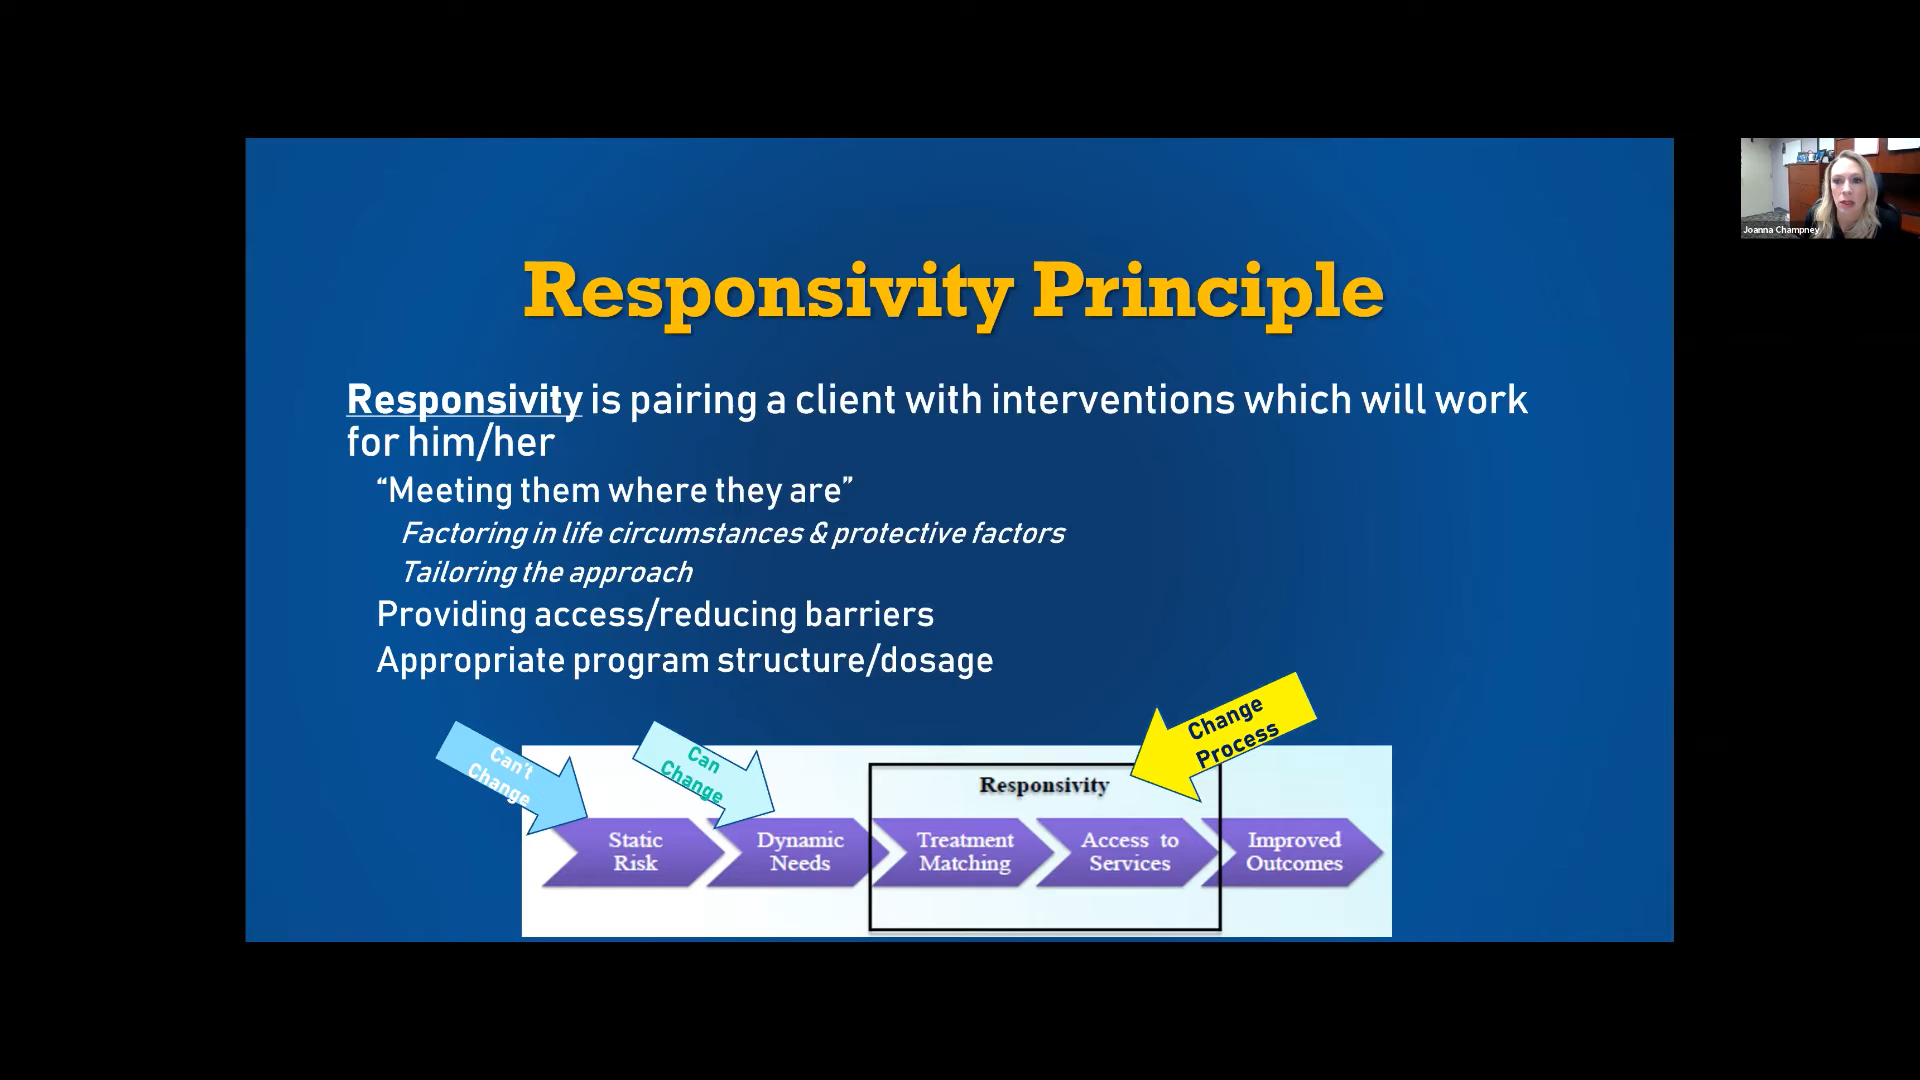 Joanna Champney
Responsivity Principle
Responsivity is pairing a client with interventions which will work
for him/her
“Meeting them where they are”
Factoring in life circumstances & protective factors
Tailoring the approach
Providing access/reducing barriers
Appropriate program structure/dosage
Can't
Change
Can
Change
Change
Process
Responsivity
Static
Risk
Dynamic
Needs
Treatment
Matching
Access to
Services
Improved
Outcomes